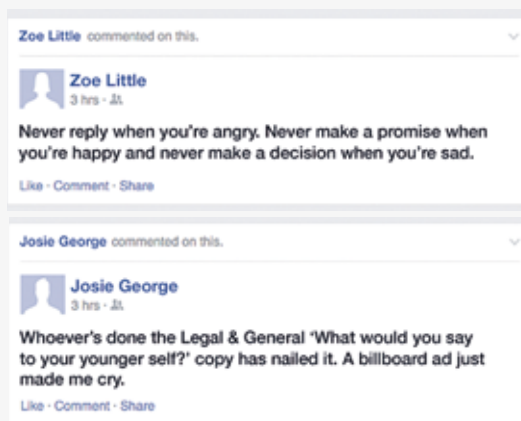 Zoe Little commented on this.
Zoe Little
3 hrs ·
Never reply when you're angry. Never make a promise when
you're happy and never make a decision when you're sad.
Like · Comment · Share
Josie George commented on this.
Josie George
3 hrs ·
Whoever's done the Legal & General ‘What would you say
to your younger self?’ copy has nailed it. A billboard ad just
made me cry.
Like · Comment · Share